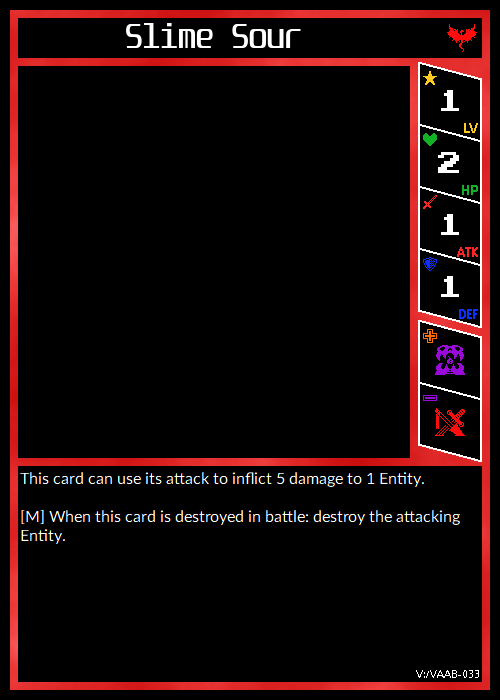 Slime Sour
1
LV
2
HP
1
ATK
1
DEF
This card can use its attack to inflict 5 damage to 1 Entity.
[M] When this card is destroyed in battle: destroy the attacking
Entity.
V:/VAAB-033